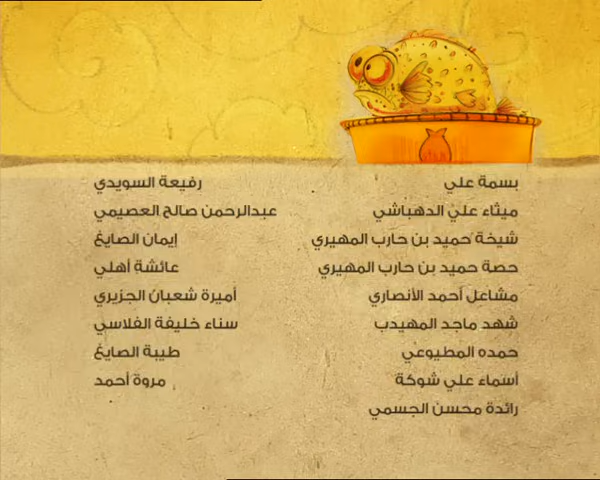 بسمة علي
ميثاء علي الدهباشي
شيخة حميد بن حارب المهيري
حصة حميد بن حارب المهيري
مشاعل أحمد الأنصاري
شهد ماجد المهيدب
حمده المطيوعي
أسماء علي شوكة
رائدة محسن الجسمي
رفيعة السويدي
عبدالرحمن صالح العصيمي
إيمان الصايغ
عائشة أهلي
أميرة شعبان الجزيري
سناء خليفة الفلاسي
طيبة الصايغ
مروة أحمد